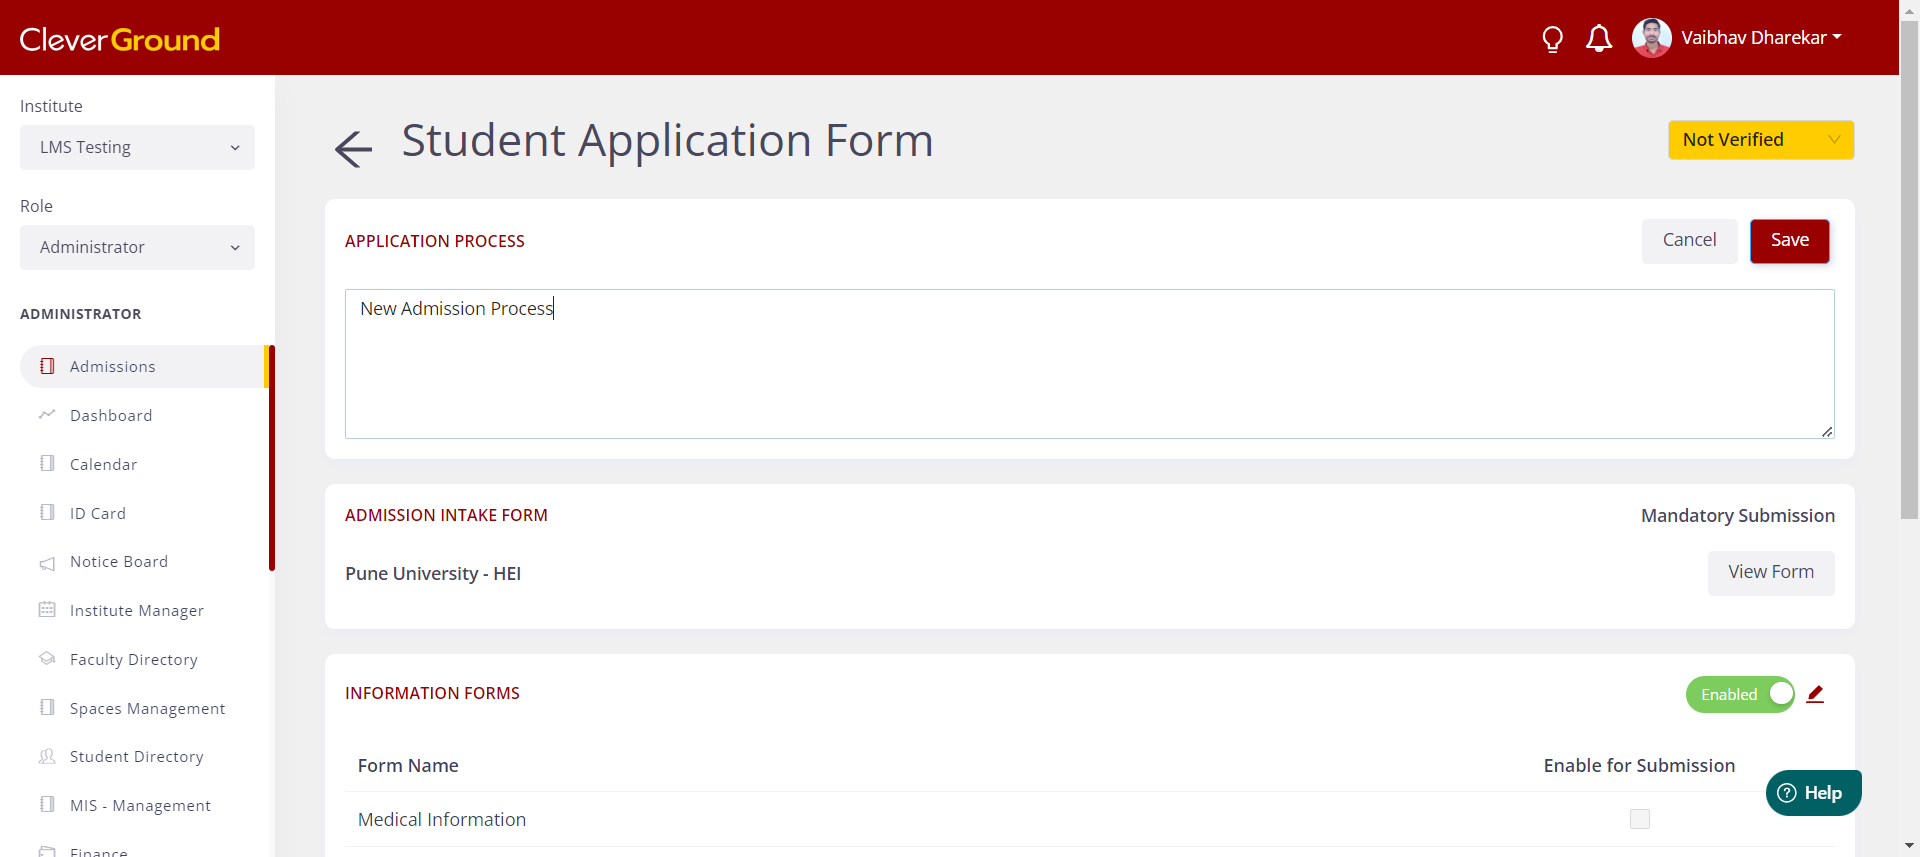 CleverGround
Vaibhav Dharekar
Institute
LMS Testing
Role
Administrator
ADMINISTRATOR
Admissions
Dashboard
Calendar
ID Card
Notice Board
Institute Manager
Faculty Directory
Spaces Management
Student Directory
MIS - Management
Finance
Student Application Form
Not Verified
APPLICATION PROCESS
Cancel
Save
New Admission Process
ADMISSION INTAKE FORM
Mandatory Submission
Pune University - HEI
View Form
INFORMATION FORMS
Enabled
Form Name
Enable for Submission
Medical Information
Help